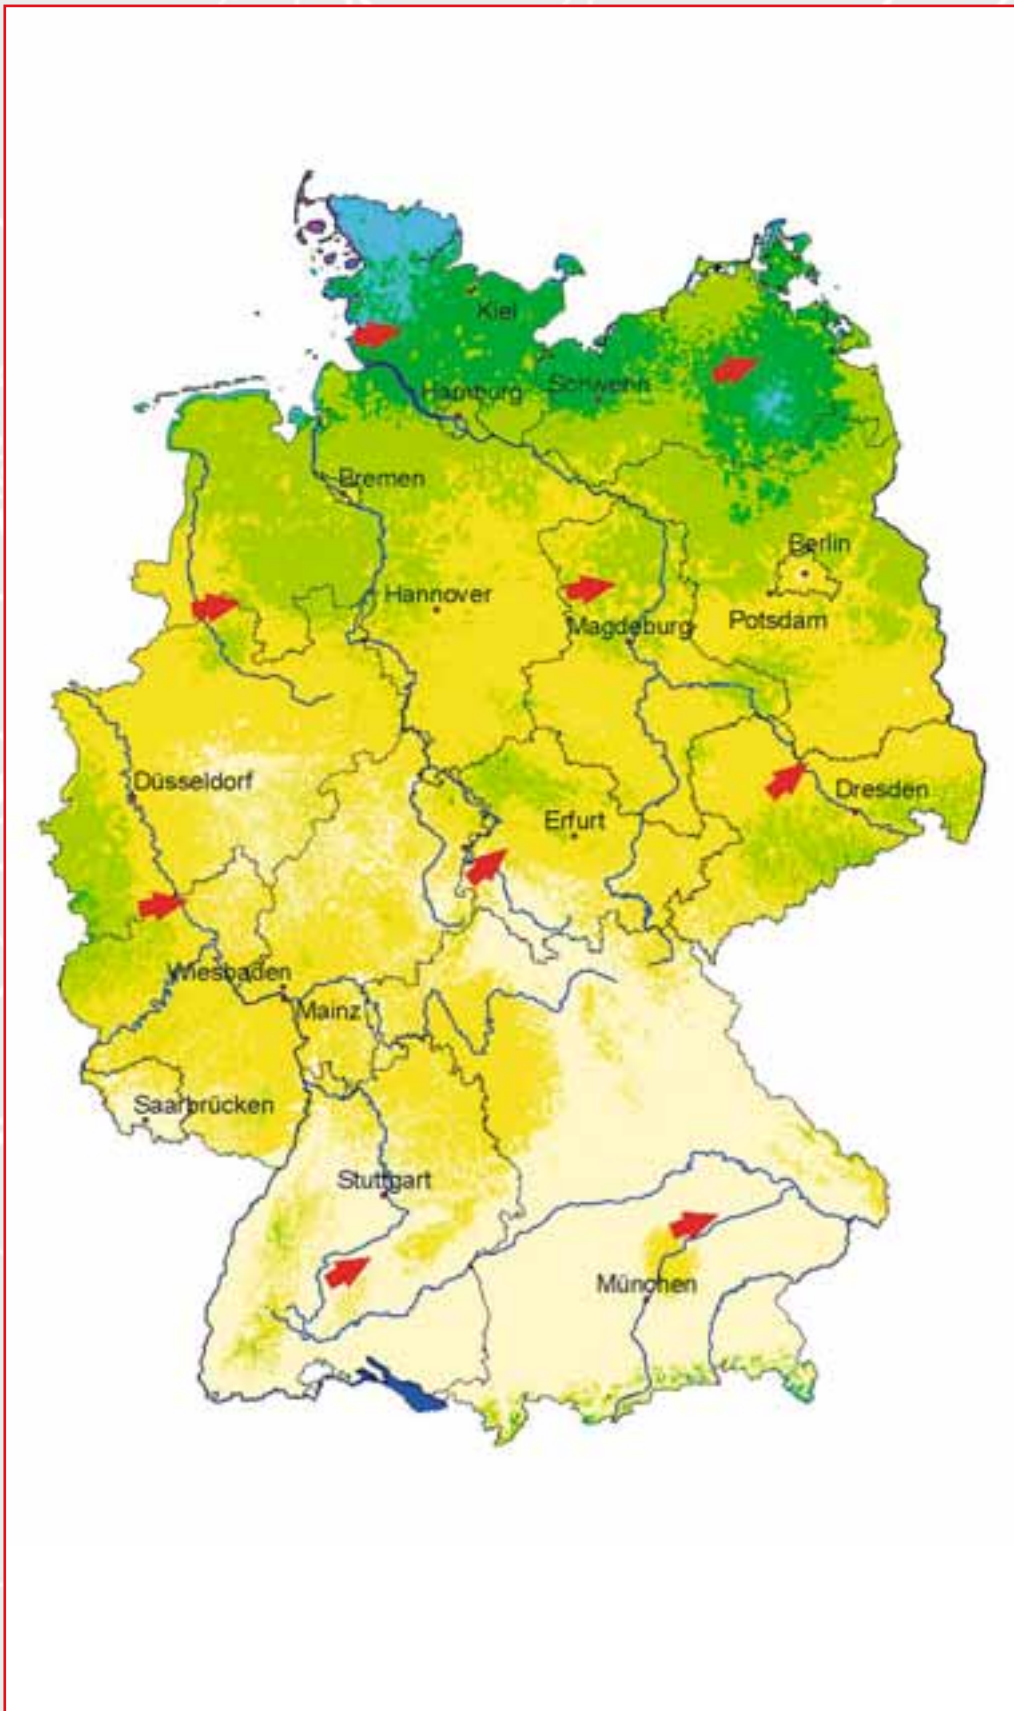 Kiel
Schwerin
Hamburg
Bremen
Berlin
Hannover
Potsdam
Magdeburg
Düsseldorf
Dresden
Erfurt
Wiesbaden
Mainz
Saarbrücken
Stuttgart
München